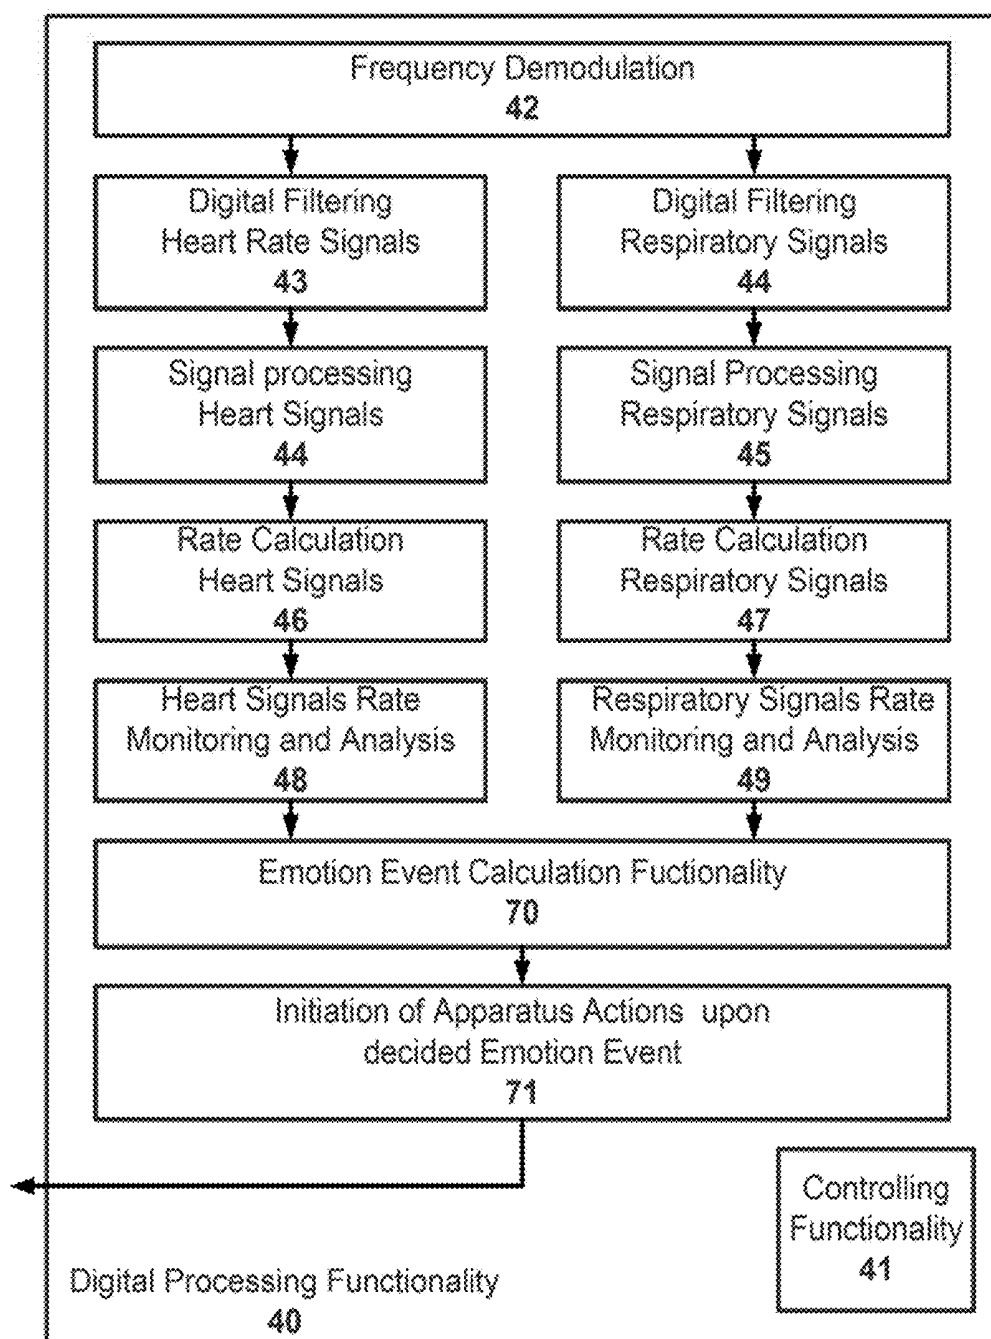 Frequency Demodulation
42
Digital Filtering
Heart Rate Signals
43
Digital Filtering
Respiratory Signals
44
Signal processing
Heart Signals
44
Signal Processing
Respiratory Signals
45
Rate Calculation
Heart Signals
46
Rate Calculation
Respiratory Signals
47
Heart Signals Rate
Monitoring and Analysis
48
Respiratory Signals Rate
Monitoring and Analysis
49
Emotion Event Calculation Fuctionality
70
Initiation of Apparatus Actions upon
decided Emotion Event
71
Controlling
Functionality
41
Digital Processing Functionality
40